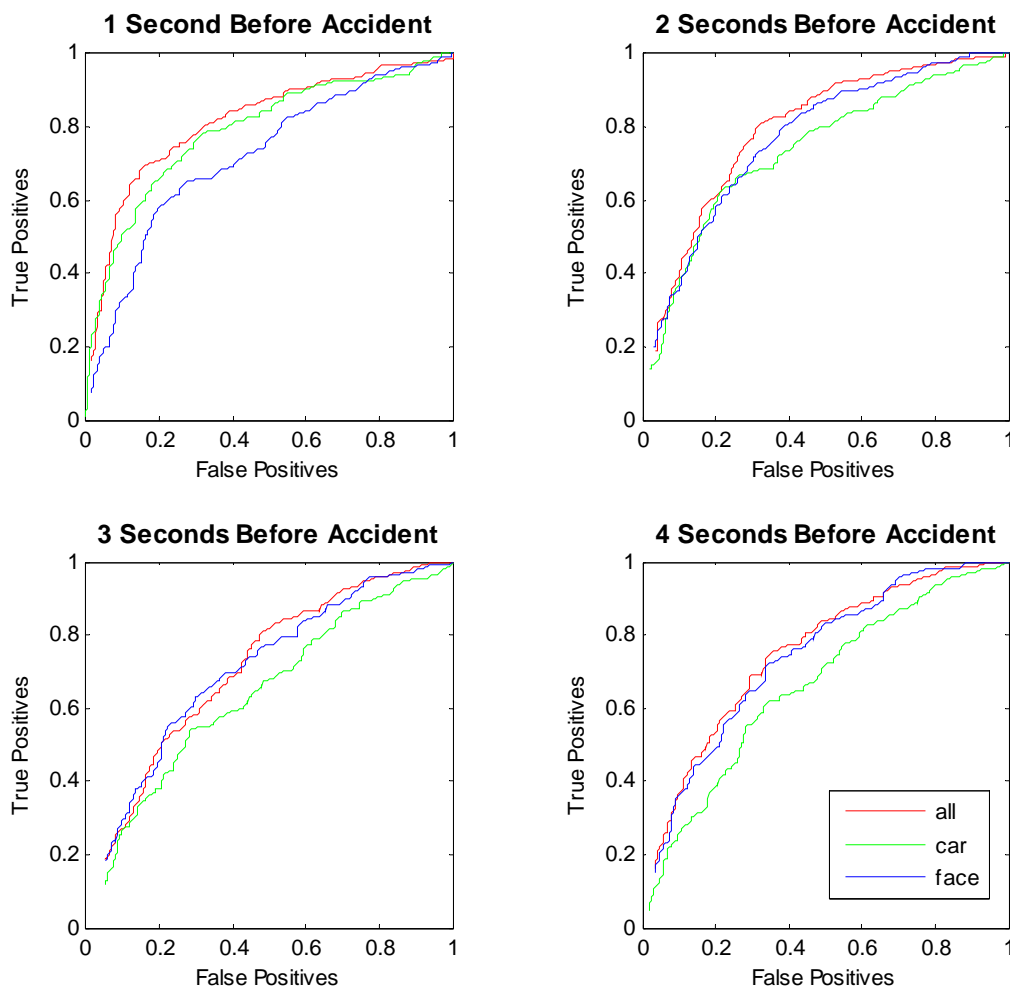 1 Second Before Accident
1
0.8
0.6
0.4
0.2
0
True Positives
0 0.2 0.4 0.6 0.8 1
False Positives
2 Seconds Before Accident
1
0.8
0.6
0.4
0.2
0
True Positives
0 0.2 0.4 0.6 0.8 1
False Positives
3 Seconds Before Accident
1
0.8
0.6
0.4
0.2
0
True Positives
0 0.2 0.4 0.6 0.8 1
False Positives
4 Seconds Before Accident
1
0.8
0.6
0.4
0.2
0
True Positives
all
car
face
0 0.2 0.4 0.6 0.8 1
False Positives